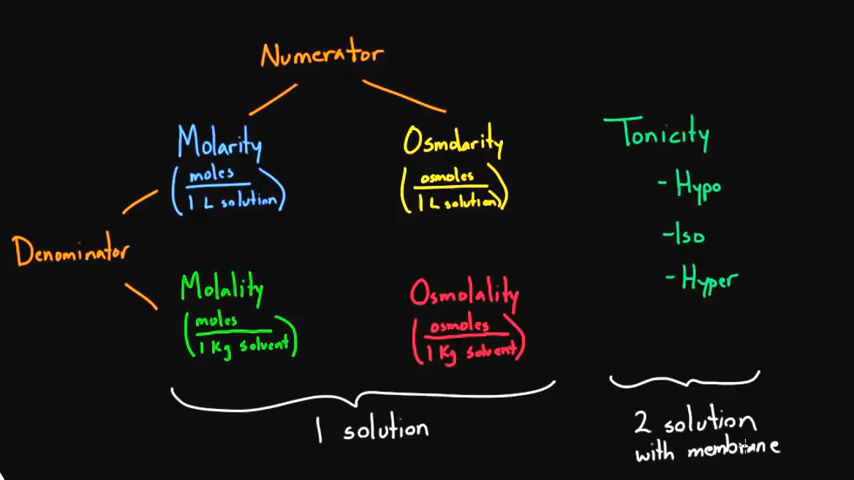 Numerator
Molarity
(moles
1 L solution)
Osmolarity
(osmoles
1 L solution)
Tonicity
- Hypo
- Iso
- Hyper
Denominator
Molality
(moles
1 Kg solvent)
Osmolality
(osmoles
1 Kg solvent)
1 solution
2 solution
with membrane